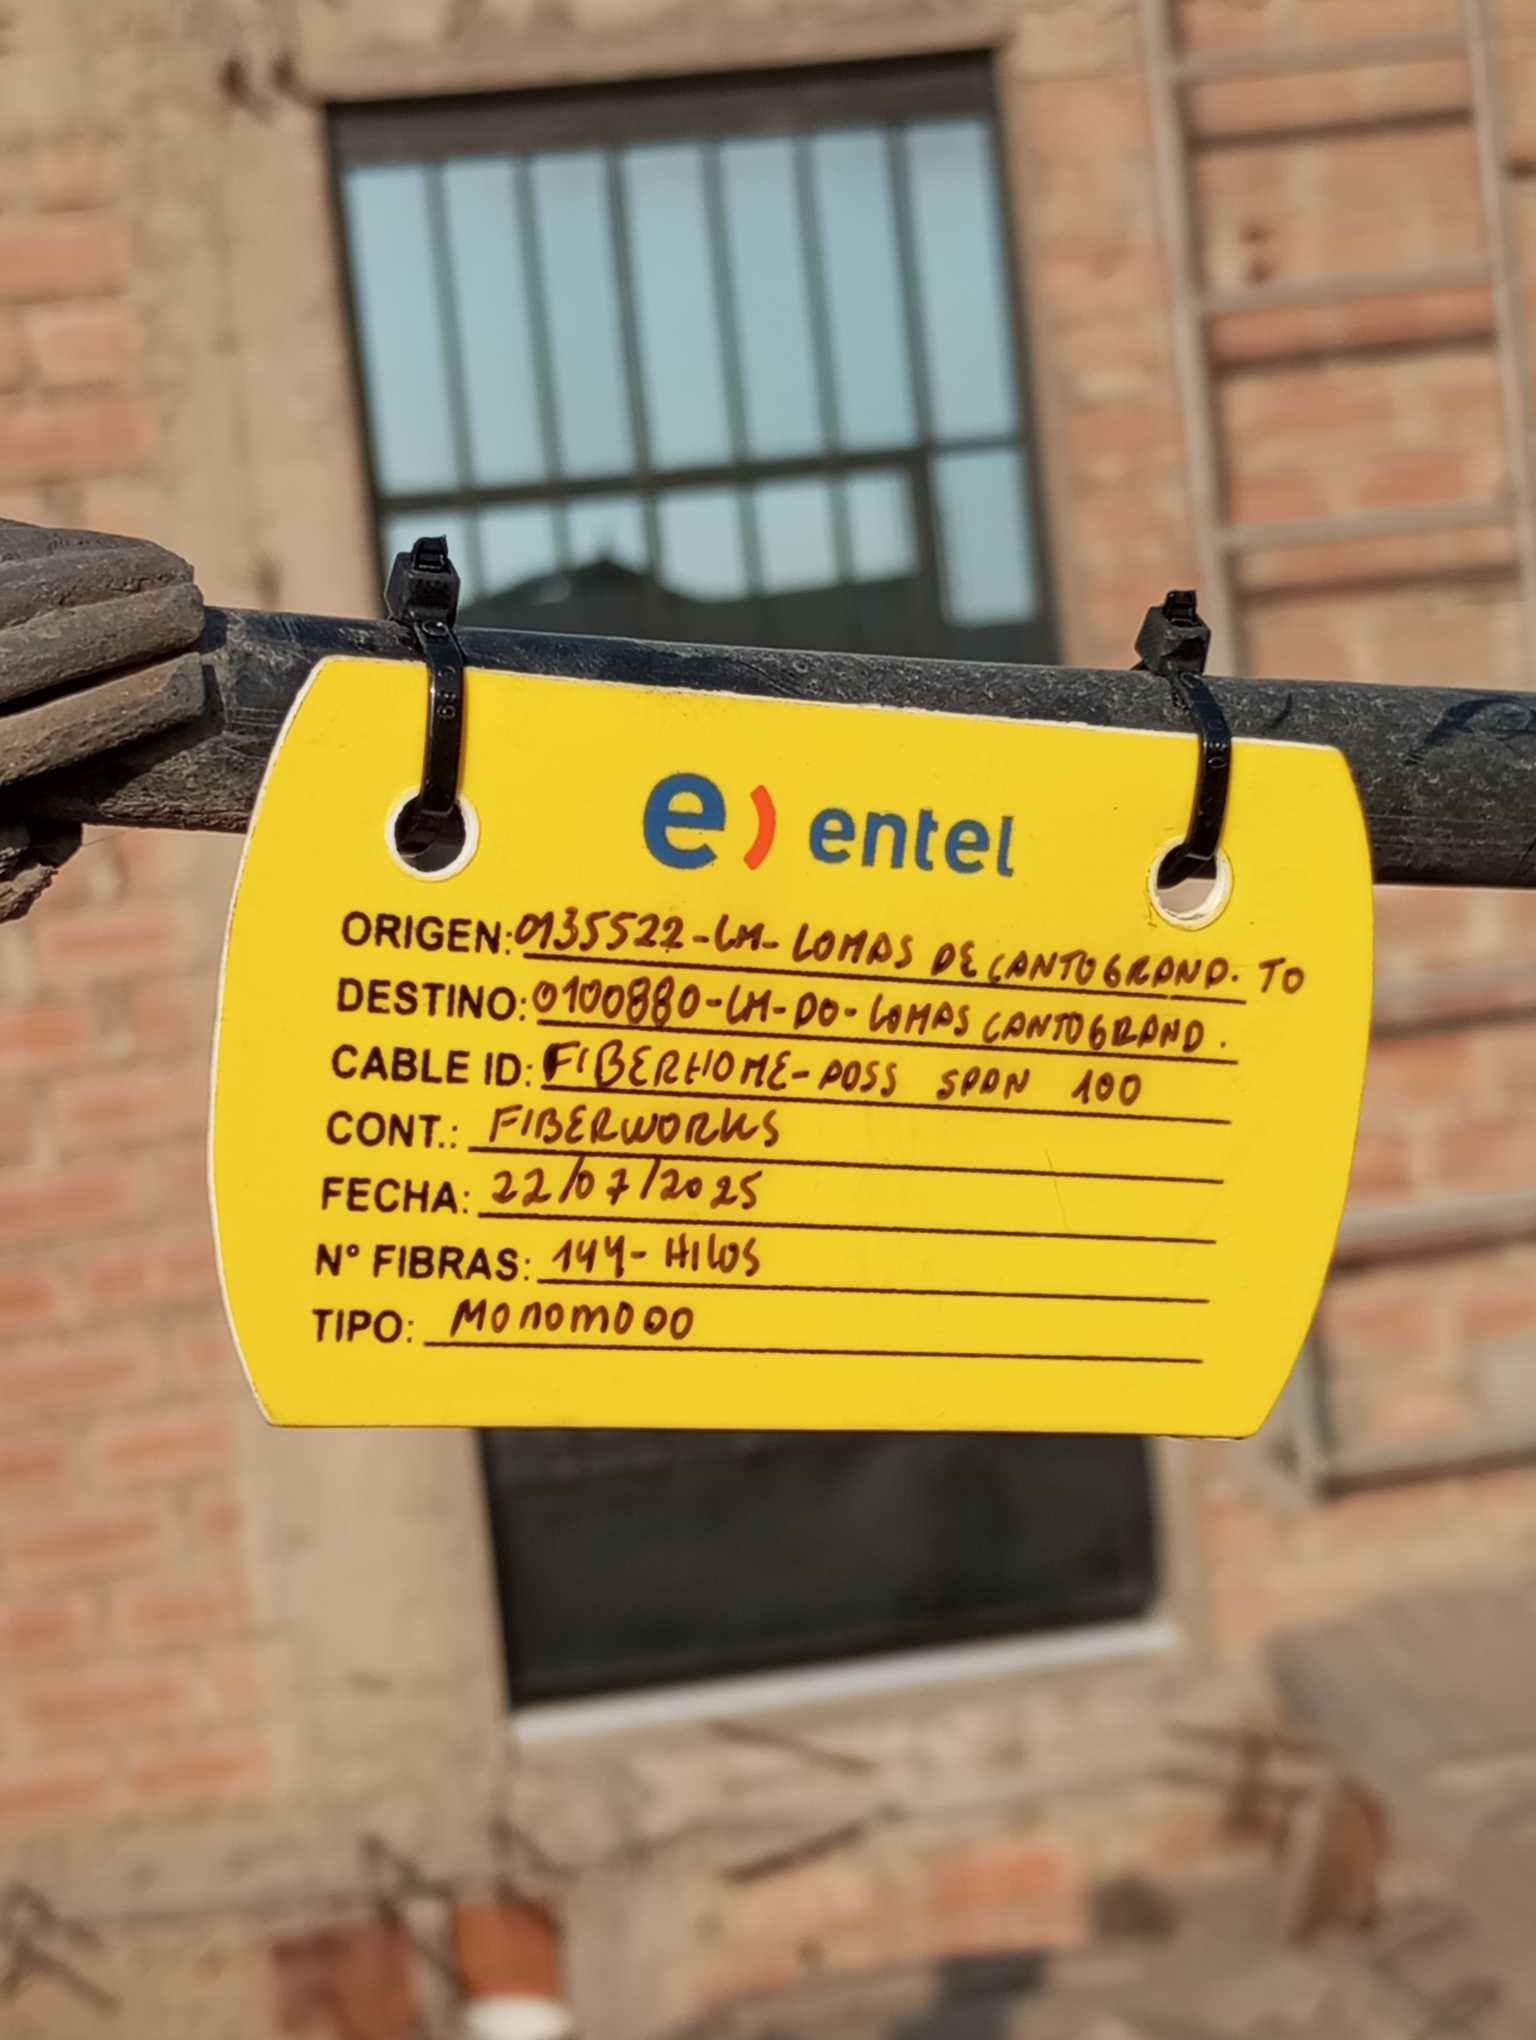 e) entel
ORIGEN: 0135522-LM- LOMAS DE CANTOGRAND. TO
DESTINO: 0100880-LM-DO-LOMAS CANTOGRAND.
CABLE ID: FIBERHOME-ADSS SPAN 100
CONT.: FIBERWORKS
FECHA: 22/07/2025
N° FIBRAS: 144- HILOS
TIPO: MONOMODO